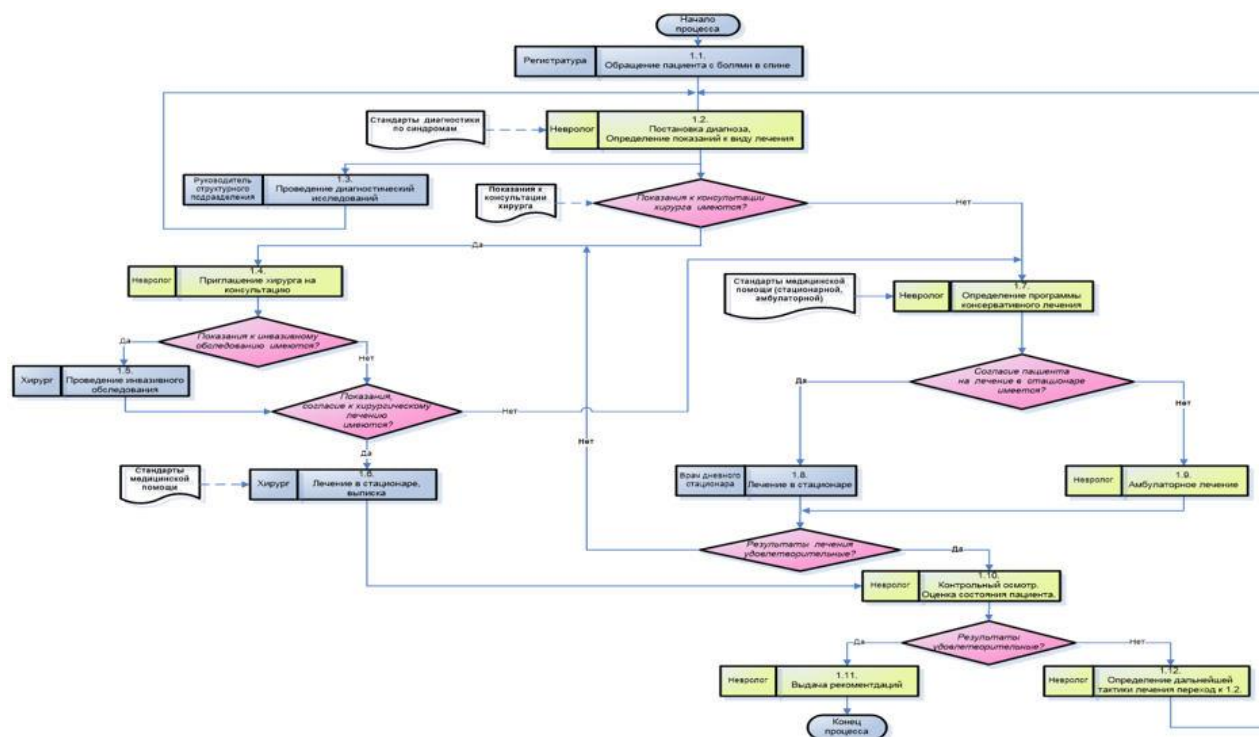 Начало
процесса
Регистратура
1.1.
Обращение пациента с болями в спине
Стандарты диагностики
по синдромам
Невролог
1.2.
Постановка диагноза,
Определение показаний к виду лечения
Руководитель
структурного
подразделения
1.3.
Проведение диагностический
исследований
Показания к
консультации
хирурга
Показания к консультации
хирурга имеются?
Нет
Да
Невролог
1.4.
Приглашение хирурга на
консультацию
Стандарты медицинской
помощи (стационарной,
амбулаторной)
Невролог
1.7.
Определение программы
консервативного лечения
Показания к инвазивному
обследованию имеются?
Да
Нет
Хирург
1.5.
Проведение инвазивного
обследования
Согласие пациента
на лечение в стационаре
имеется?
Да
Нет
Показания,
согласие к хирургическому
лечению
имеются?
Нет
Да
Нет
Стандарты
медицинской
помощи
Хирург
1.6.
Лечение в стационаре,
выписка
Врач дневного
стационара
1.8.
Лечение в стационаре
Невролог
1.9.
Амбулаторное лечение
Результаты лечения
удовлетворительные?
Да
Невролог
1.10.
Контрольный осмотр.
Оценка состояния пациента.
Результаты
удовлетворительные?
Да
Нет
Невролог
1.11.
Выдача рекоментдаций
Невролог
1.12.
Определение дальнейшей
тактики лечения переход к 1.2.
Конец
процесса